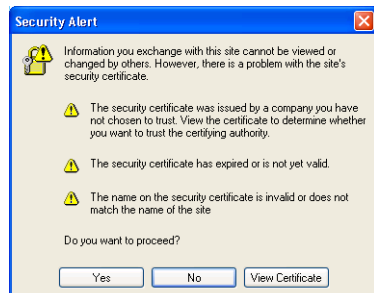 Security Alert
Information you exchange with this site cannot be viewed or
changed by others. However, there is a problem with the site's
security certificate.
The security certificate was issued by a company you have
not chosen to trust. View the certificate to determine whether
you want to trust the certifying authority.
The security certificate has expired or is not yet valid.
The name on the security certificate is invalid or does not
match the name of the site
Do you want to proceed?
Yes No View Certificate